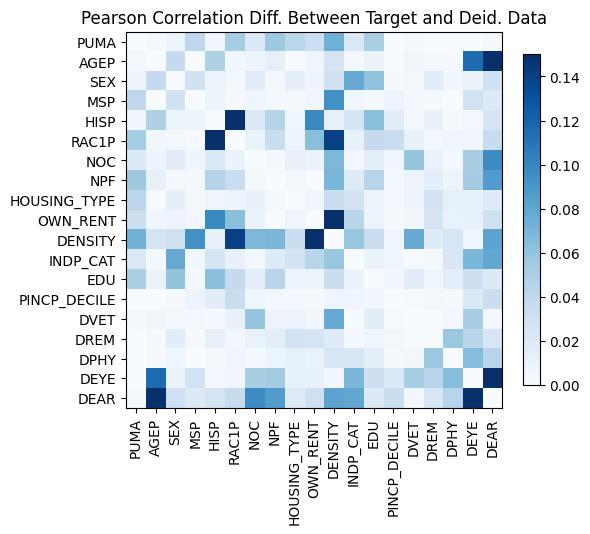 Pearson Correlation Diff. Between Target and Deid. Data
PUMA
AGEP
SEX
MSP
HISP
RAC1P
NOC
NPF
HOUSING_TYPE
OWN_RENT
DENSITY
INDP_CAT
EDU
PINCP_DECILE
DVET
DREM
DPHY
DEYE
DEAR
PUMA
AGEP
SEX
MSP
HISP
RAC1P
NOC
NPF
HOUSING_TYPE
OWN_RENT
DENSITY
INDP_CAT
EDU
PINCP_DECILE
DVET
DREM
DPHY
DEYE
DEAR
0.14
0.12
0.10
0.08
0.06
0.04
0.02
0.00